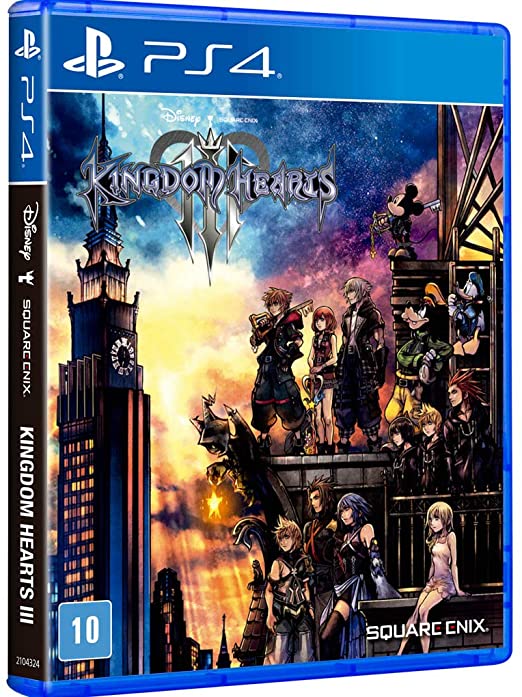 PS4
PS4
Disney SQUARE ENIX
KINGDOM HEARTS
III
Disney
SQUARE ENIX
KINGDOM HEARTS III
2104324
10
SQUARE ENIX